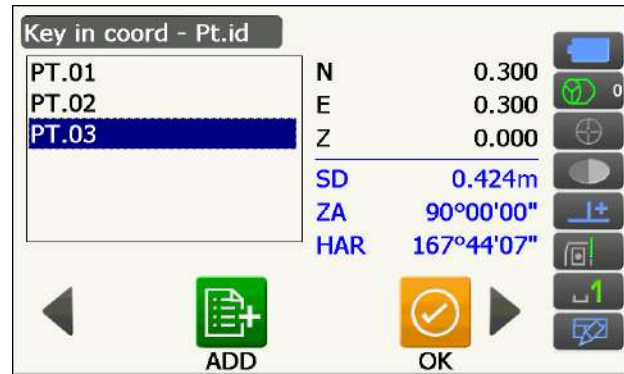 Key in coord - Pt.id
PT.01
PT.02
PT.03
N 0.300
E 0.300
Z 0.000
SD 0.424m
ZA 90°00'00"
HAR 167°44'07"
0
1
ADD
OK